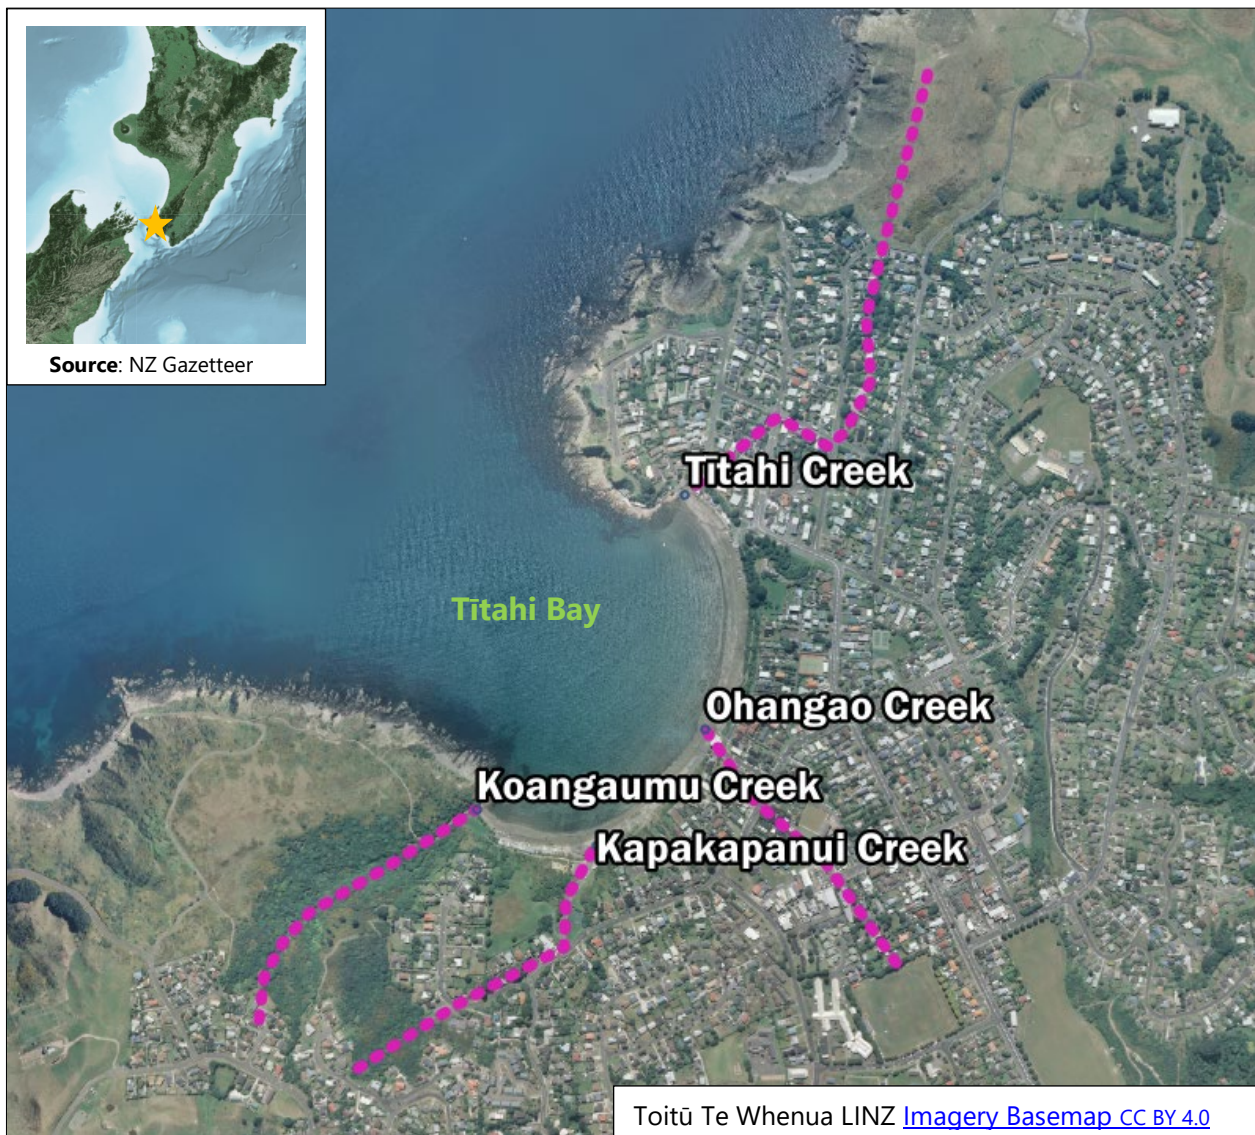 Source: NZ Gazetteer
Tītahi Creek
Tītahi Bay
Ohangao Creek
Koangaumu Creek
Kapakapanui Creek
Toitū Te Whenua LINZ Imagery Basemap CC BY 4.0